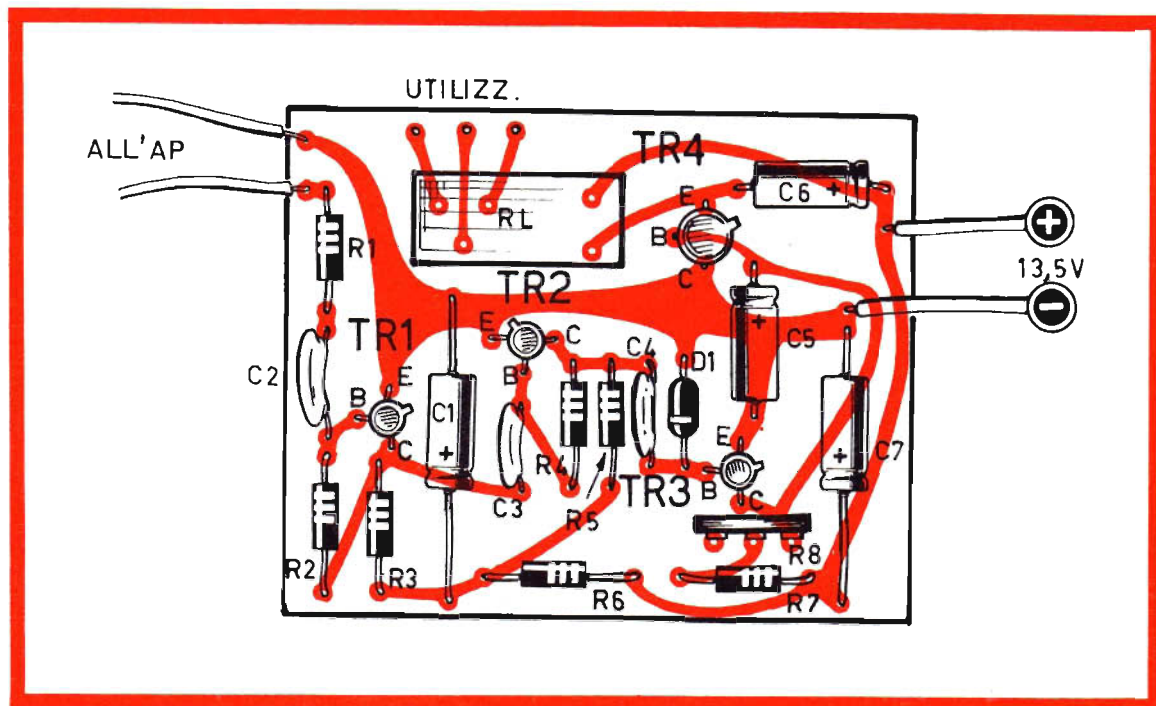 UTILIZZ.
ALL'AP
TR4
E
C6
+
+
R1
RL
B
13,5V
C
−
TR2
TR1
E
C
C4
D1
+
C5
C2
E
B
B
C1
C
+
E
R4
C7
+
TR3
B
C3
C
R5
R8
R2
R3
R6
R7